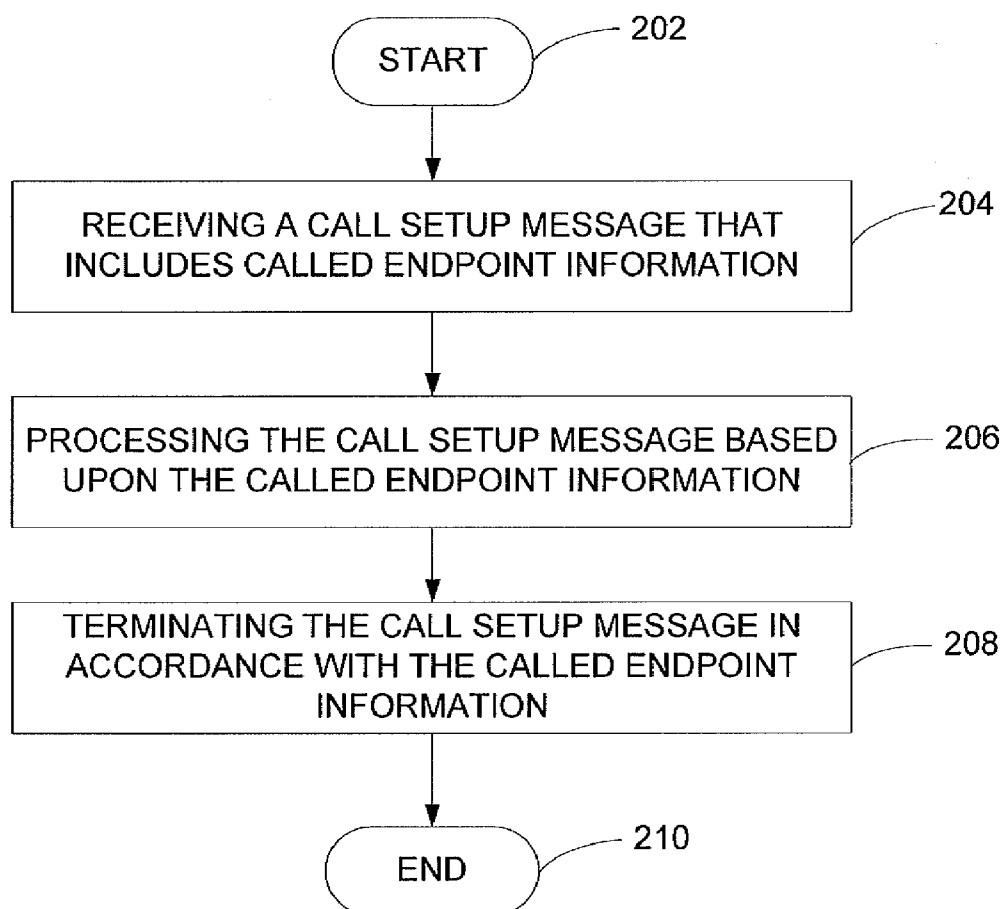 START
202
RECEIVING A CALL SETUP MESSAGE THAT
INCLUDES CALLED ENDPOINT INFORMATION
204
PROCESSING THE CALL SETUP MESSAGE BASED
UPON THE CALLED ENDPOINT INFORMATION
206
TERMINATING THE CALL SETUP MESSAGE IN
ACCORDANCE WITH THE CALLED ENDPOINT
INFORMATION
208
END
210